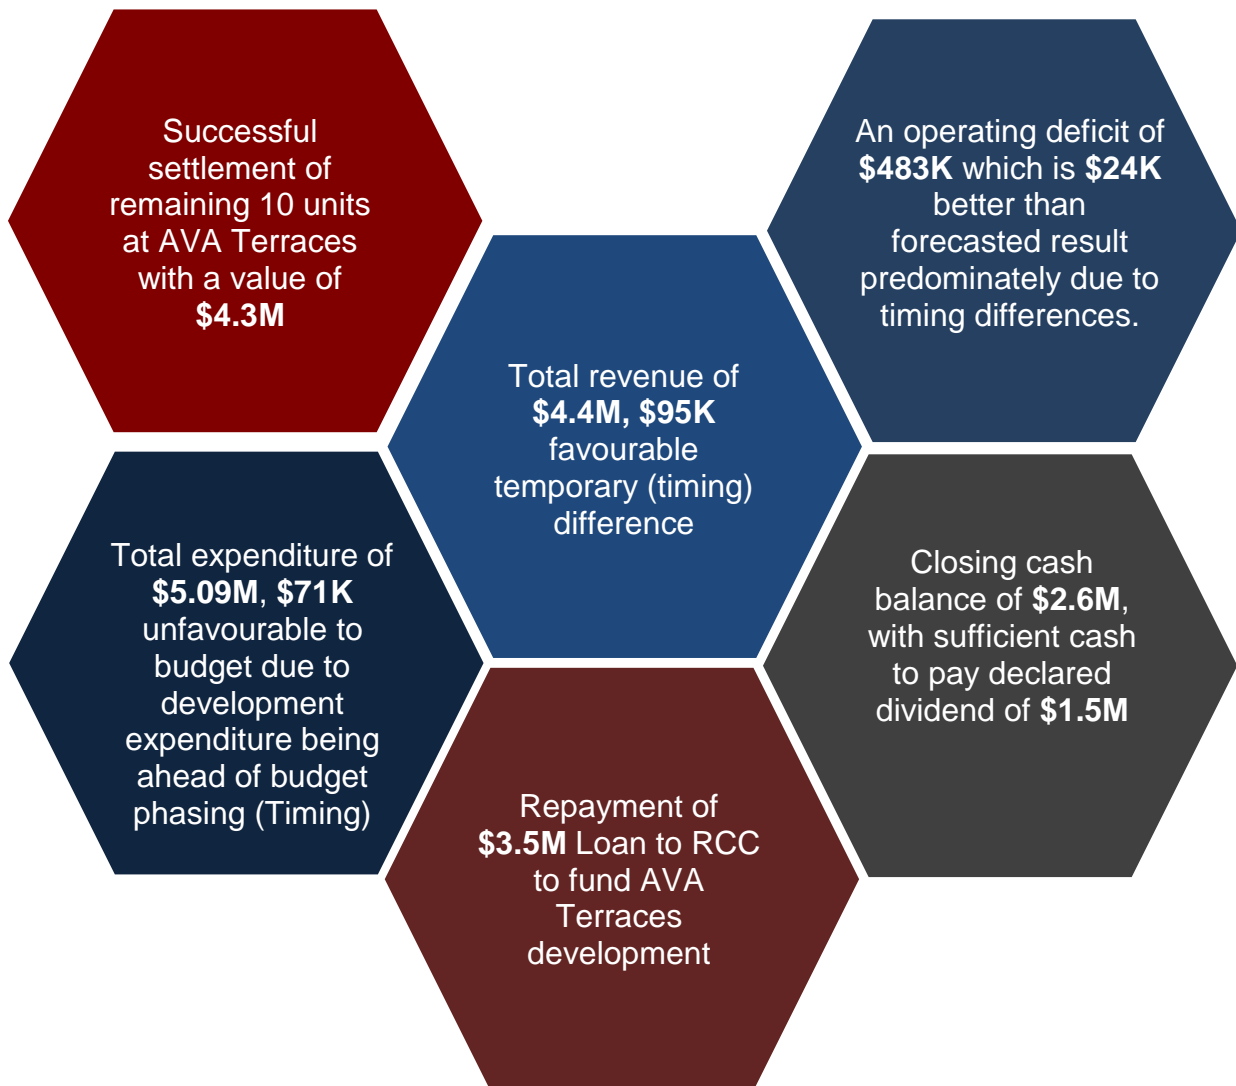 Successful
settlement of
remaining 10 units
at AVA Terraces
with a value of
$4.3M
An operating deficit of
$483K which is $24K
better than
forecasted result
predominately due to
timing differences.
Total revenue of
$4.4M, $95K
favourable
temporary (timing)
difference
Total expenditure of
$5.09M, $71K
unfavourable to
budget due to
development
expenditure being
ahead of budget
phasing (Timing)
Closing cash
balance of $2.6M,
with sufficient cash
to pay declared
dividend of $1.5M
Repayment of
$3.5M Loan to RCC
to fund AVA
Terraces
development